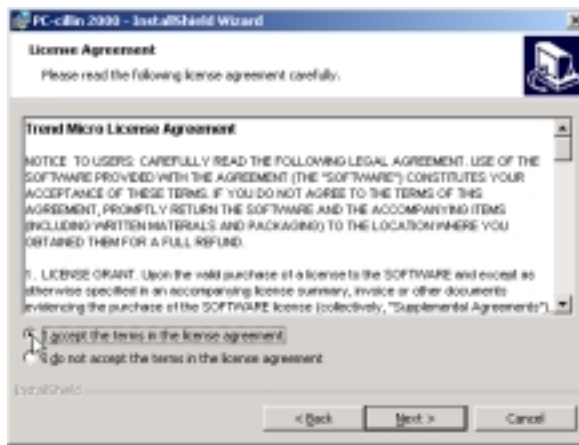 PC-cillin 2000 - InstallShield Wizard
License Agreement
Please read the following license agreement carefully.
Trend Micro License Agreement
NOTICE TO USERS: CAREFULLY READ THE FOLLOWING LEGAL AGREEMENT. USE OF THE
SOFTWARE PROVIDED WITH THE AGREEMENT (THE "SOFTWARE") CONSTITUTES YOUR
ACCEPTANCE OF THESE TERMS. IF YOU DO NOT AGREE TO THE TERMS OF THIS
AGREEMENT, PROMPTLY RETURN THE SOFTWARE AND THE ACCOMPANYING ITEMS
(INCLUDING WRITTEN MATERIALS AND PACKAGING) TO THE LOCATION WHERE YOU
OBTAINED THEM FOR A FULL REFUND.
1. LICENSE GRANT. Upon the valid purchase of a license to the SOFTWARE and except as
otherwise specified in an accompanying license summary, invoice or other documents
evidencing the purchase of the SOFTWARE license (collectively, "Supplemental Agreements"),
I accept the terms in the license agreement
I do not accept the terms in the license agreement
InstallShield
< Back
Next >
Cancel